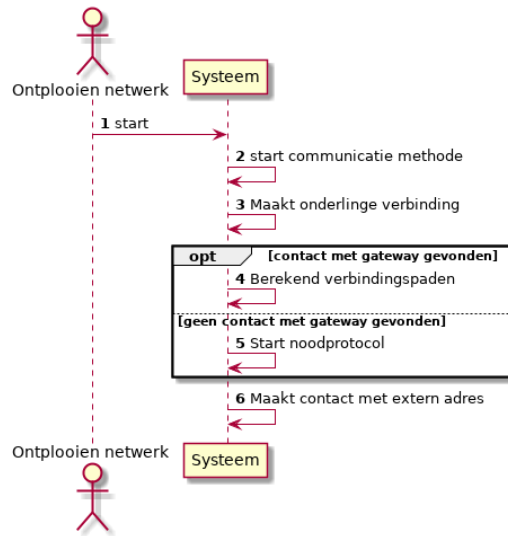 Ontplooien netwerk
Systeem
1 start
2 start communicatie methode
3 Maakt onderlinge verbinding
opt [contact met gateway gevonden]
4 Berekend verbindingspaden
[geen contact met gateway gevonden]
5 Start noodprotocol
6 Maakt contact met extern adres
Ontplooien netwerk
Systeem